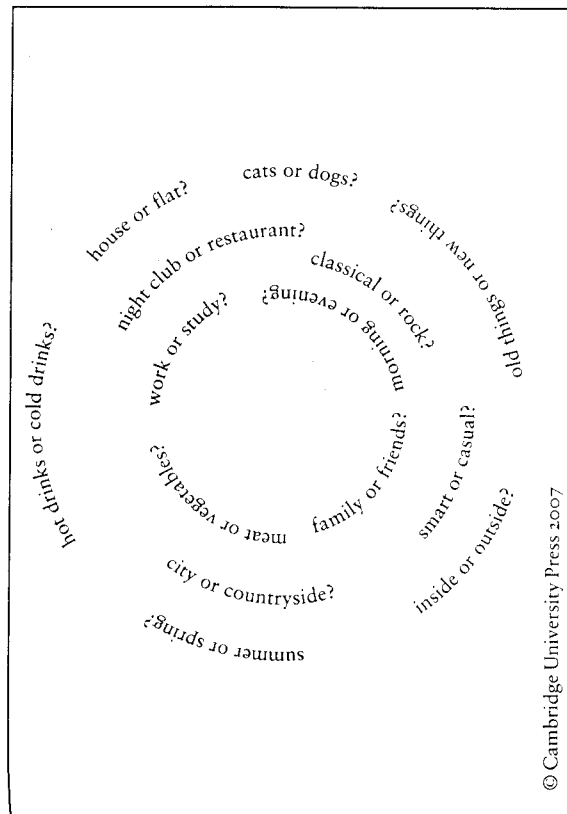 cats or dogs?
house or flat?
old things or new things?
night club or restaurant?
classical or rock?
morning or evening?
work or study?
hot drinks or cold drinks?
meat or vegetables?
family or friends?
smart or casual?
inside or outside?
city or countryside?
summer or spring?
© Cambridge University Press 2007